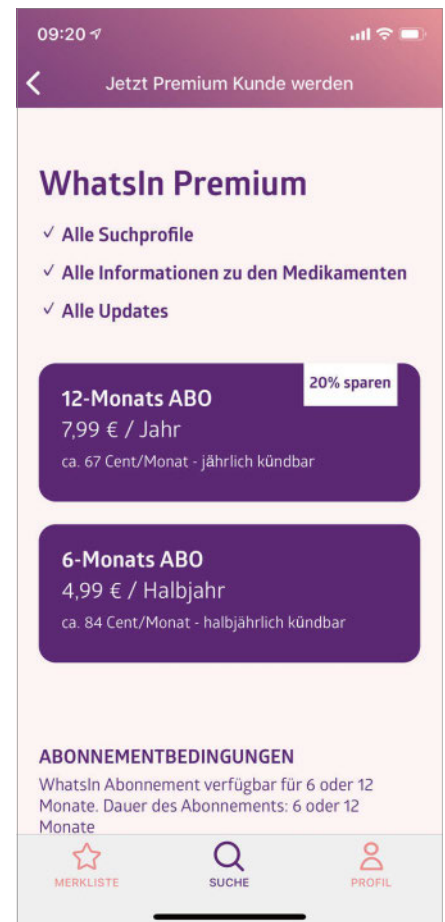 09:20
Jetzt Premium Kunde werden
WhatsIn Premium
✓ Alle Suchprofile
✓ Alle Informationen zu den Medikamenten
✓ Alle Updates
20% sparen
12-Monats ABO
7,99 € / Jahr
ca. 67 Cent/Monat - jährlich kündbar
6-Monats ABO
4,99 € / Halbjahr
ca. 84 Cent/Monat - halbjährlich kündbar
ABONNEMENTBEDINGUNGEN
WhatsIn Abonnement verfügbar für 6 oder 12
Monate. Dauer des Abonnements: 6 oder 12
Monate
MERKLISTE
SUCHE
PROFIL